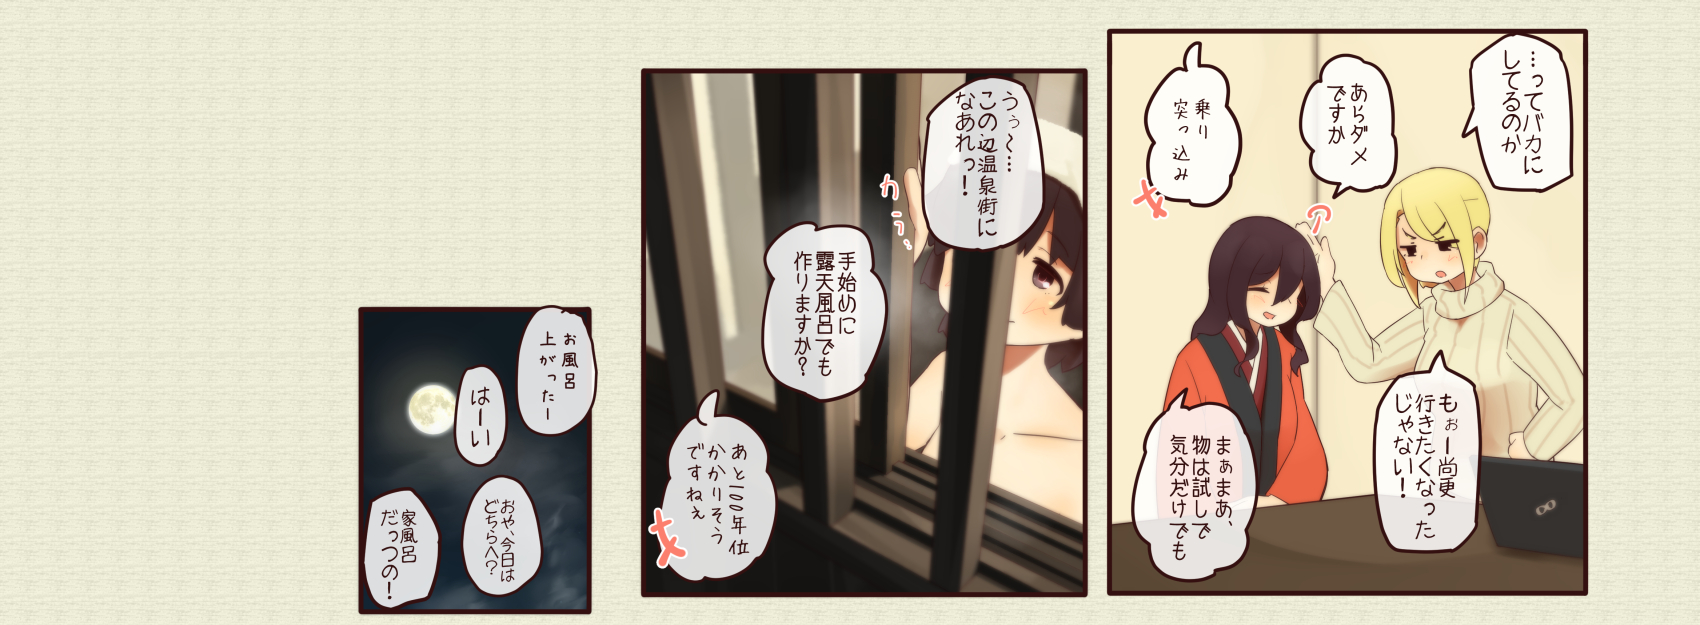 …ってバカに
してるのか
あらダメ
ですか
乗り
突っ込み
もぉー尚更
行きたくなった
じゃない!
まぁまあ、
物は試しで
気分だけでも
うぅ〜…
この辺温泉街に
なあれっ!
カララ…
手始めに
露天風呂でも
作りますか?
あと100年位
かかりそう
ですねぇ
お風呂
上がったー
はーい
おや、今日は
どちらへ?
家風呂
だっつの!